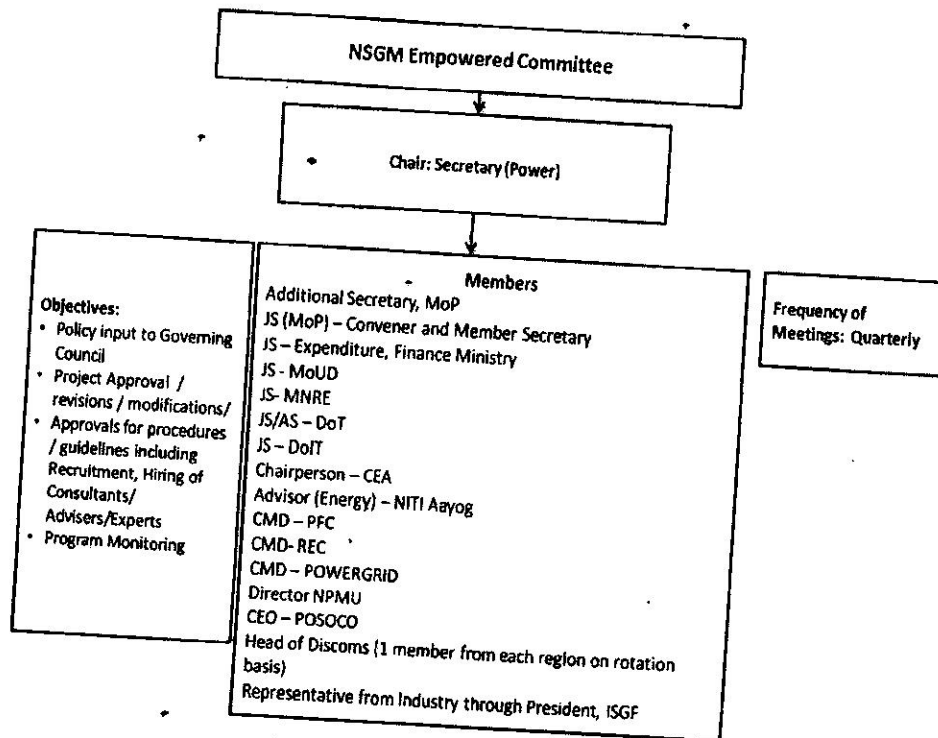 NSGM Empowered Committee
Chair: Secretary (Power)
Objectives:
• Policy input to Governing
Council
• Project Approval /
revisions / modifications/
• Approvals for procedures
/ guidelines including
Recruitment, Hiring of
Consultants/
Advisers/Experts
• Program Monitoring
Members
Additional Secretary, MoP
JS (MoP) – Convener and Member Secretary
JS – Expenditure, Finance Ministry
JS - MoUD
JS- MNRE
JS/AS – DoT
JS – DoIT
Chairperson – CEA
Advisor (Energy) – NITI Aayog
CMD – PFC
CMD- REC
CMD – POWERGRID
Director NPMU
CEO – POSOCO
Head of Discoms (1 member from each region on rotation
basis)
Representative from Industry through President, ISGF
Frequency of
Meetings: Quarterly